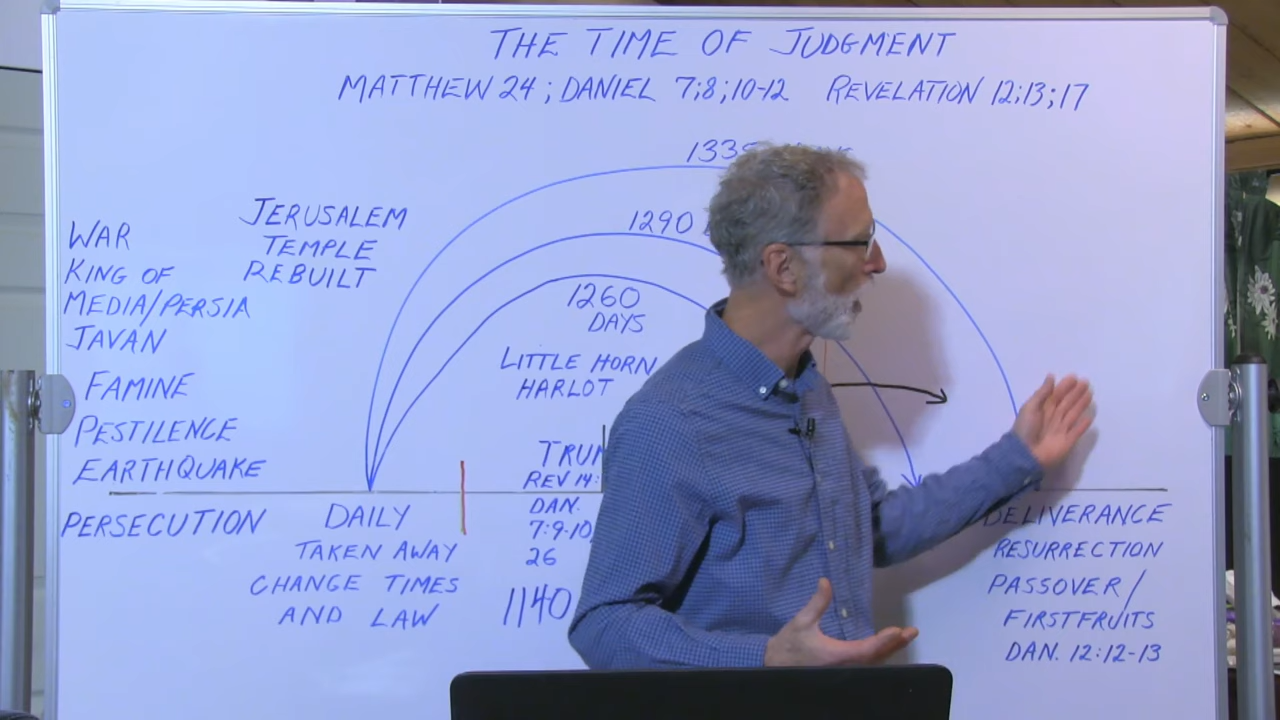 THE TIME OF JUDGMENT
MATTHEW 24; DANIEL 7;8;10-12 REVELATION 12;13;17
1290
1260
DAYS
JERUSALEM
TEMPLE
REBUILT
WAR
KING OF
MEDIA/PERSIA
JAVAN
FAMINE
PESTILENCE
EARTHQUAKE
PERSECUTION
LITTLE HORN
HARLOT
DAILY
TAKEN AWAY
CHANGE TIMES
AND LAW
REV 14:
DAN.
7:9-10,
26
1140
DELIVERANCE
RESURRECTION
PASSOVER/
FIRSTFRUITS
DAN. 12:12-13